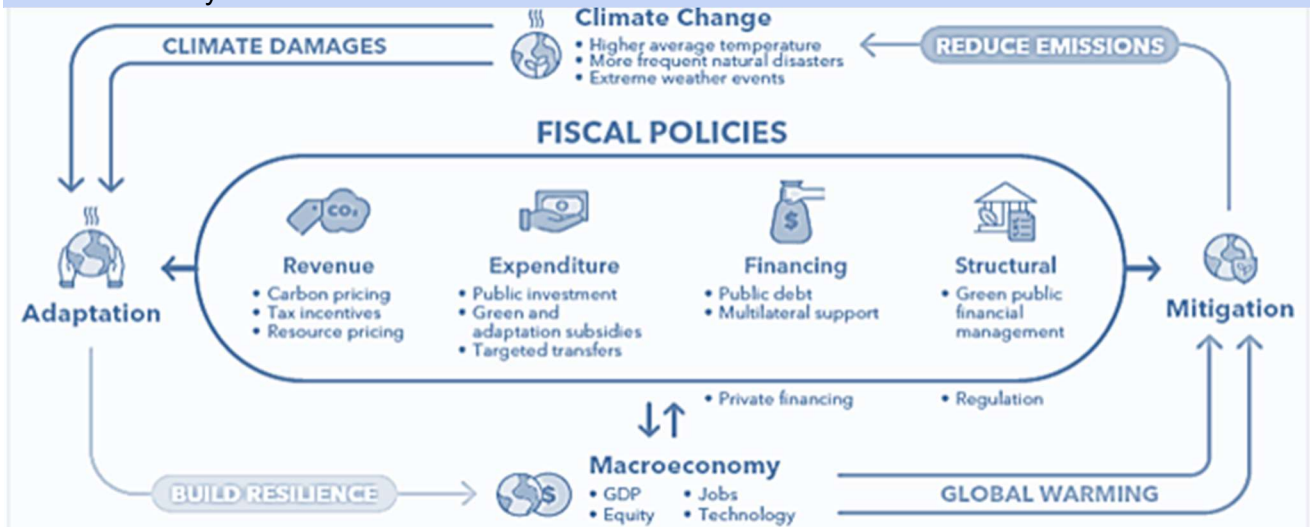 Climate Change
• Higher average temperature
• More frequent natural disasters
• Extreme weather events
CLIMATE DAMAGES
REDUCE EMISSIONS
FISCAL POLICIES
CO₂
$
Revenue
• Carbon pricing
• Tax incentives
• Resource pricing
Expenditure
• Public investment
• Green and
adaptation subsidies
• Targeted transfers
Financing
• Public debt
• Multilateral support
Structural
• Green public
financial
management
Adaptation
Mitigation
• Private financing
• Regulation
BUILD RESILIENCE
$
Macroeconomy
• GDP
• Equity
• Jobs
• Technology
GLOBAL WARMING